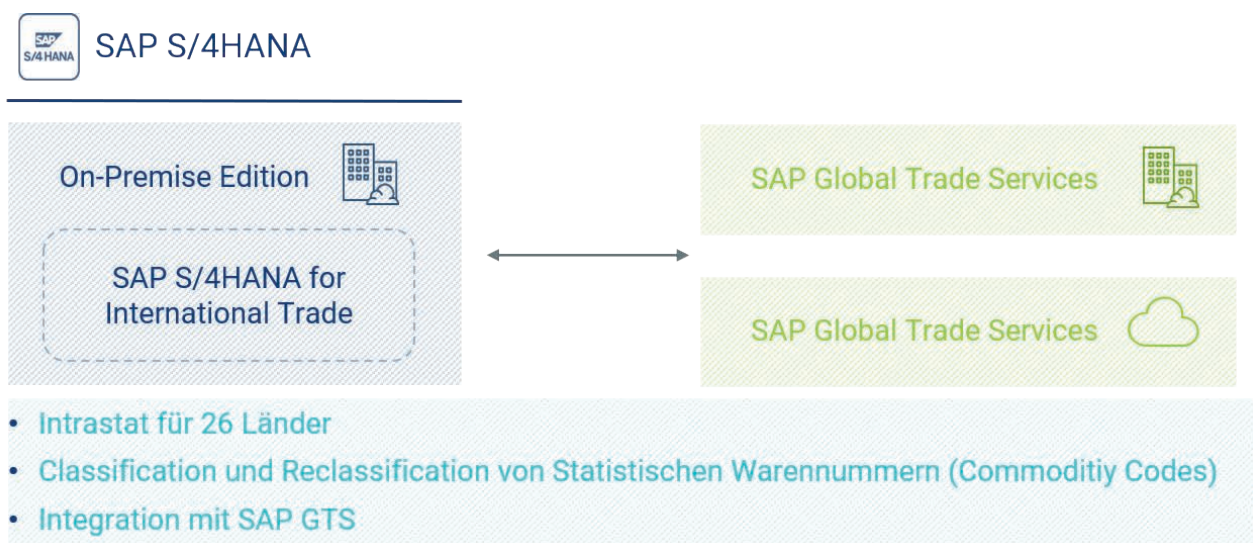 SAP
S/4HANA
SAP S/4HANA
On-Premise Edition
SAP S/4HANA for
International Trade
SAP Global Trade Services
SAP Global Trade Services
• Intrastat für 26 Länder
• Classification und Reclassification von Statistischen Warennummern (Commoditiy Codes)
• Integration mit SAP GTS